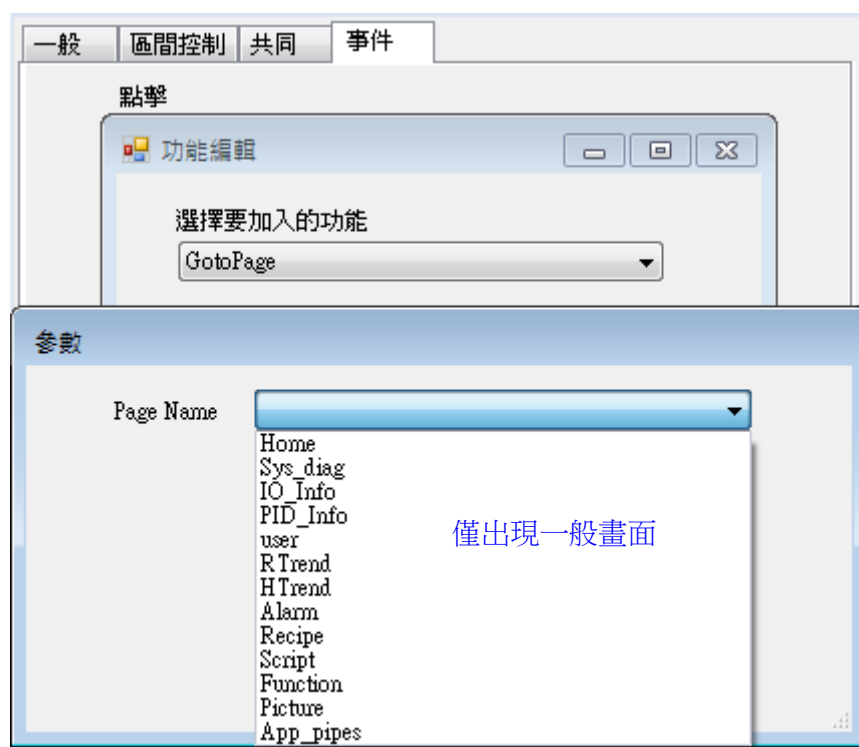 一般 區間控制 共同 事件
點擊
功能編輯
選擇要加入的功能
GotoPage
參數
Page Name
Home
Sys_diag
IO_Info
PID_Info
僅出現一般畫面
user
RTrend
HTrend
Alarm
Recipe
Script
Function
Picture
App_pipes